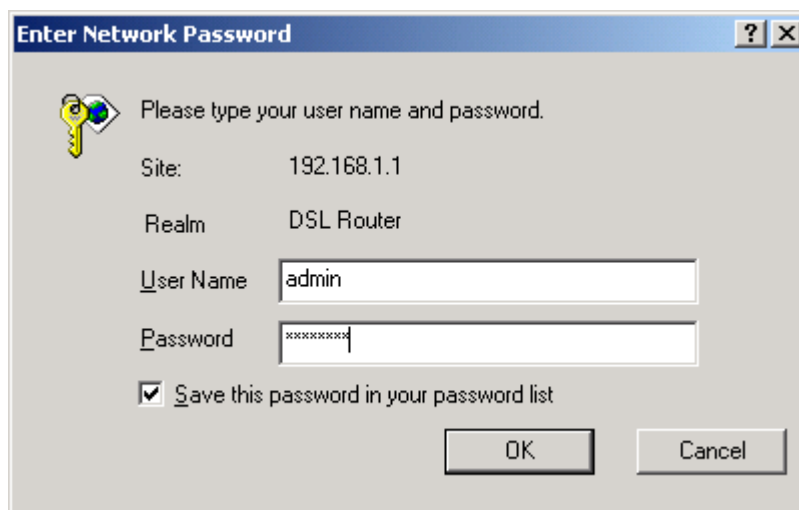 Enter Network Password
Please type your user name and password.
Site: 192.168.1.1
Realm DSL Router
User Name admin
Password ********
Save this password in your password list
OK Cancel